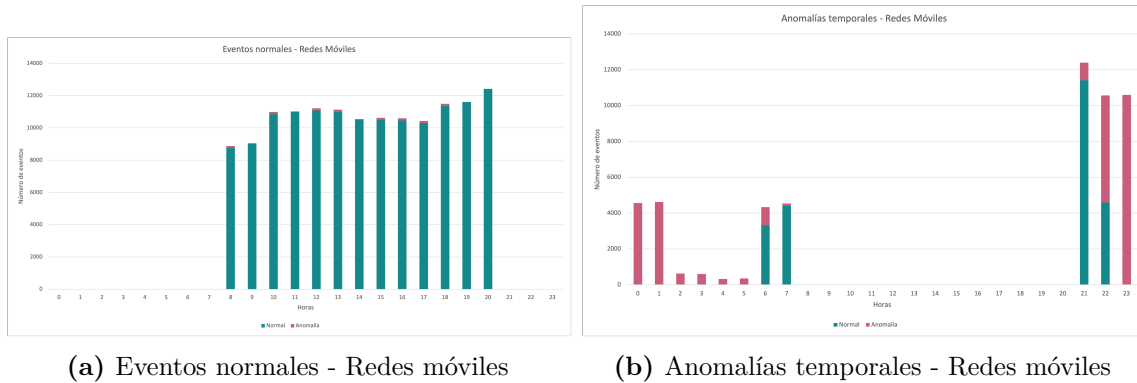 Eventos normales - Redes Móviles
14000
12000
10000
8000
6000
4000
2000
0
Número de eventos
0 1 2 3 4 5 6 7 8 9 10 11 12 13 14 15 16 17 18 19 20 21 22 23
Horas
Normal Anomalía
(a) Eventos normales - Redes móviles
Anomalías temporales - Redes Móviles
14000
12000
10000
8000
6000
4000
2000
0
Número de eventos
0 1 2 3 4 5 6 7 8 9 10 11 12 13 14 15 16 17 18 19 20 21 22 23
Horas
Normal Anomalía
(b) Anomalías temporales - Redes móviles